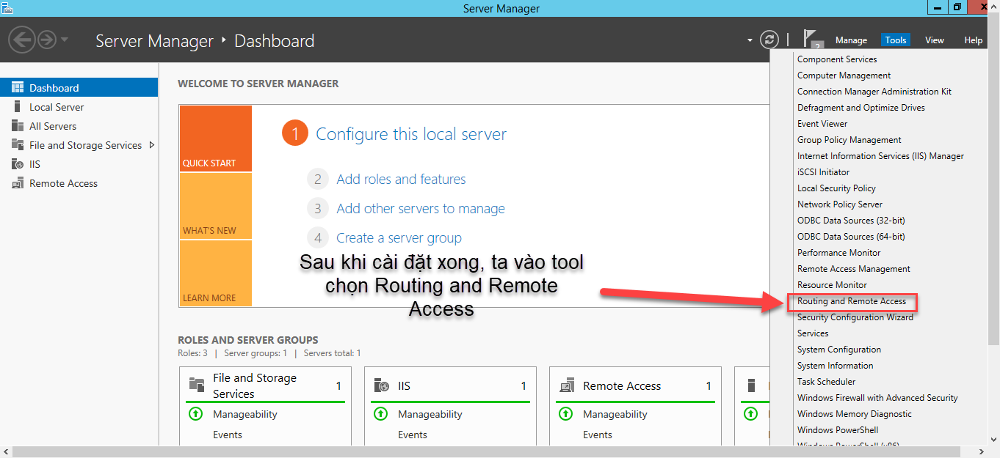 Server Manager
Server Manager ‣ Dashboard
2
Manage
Tools
View
Help
Dashboard
Local Server
All Servers
File and Storage Services
IIS
Remote Access
WELCOME TO SERVER MANAGER
QUICK START
WHAT'S NEW
LEARN MORE
1 Configure this local server
2 Add roles and features
3 Add other servers to manage
4 Create a server group
Sau khi cài đặt xong, ta vào tool
chọn Routing and Remote
Access
ROLES AND SERVER GROUPS
Roles: 3 | Server groups: 1 | Servers total: 1
File and Storage
Services
1
Manageability
Events
IIS
1
Manageability
Events
Remote Access
1
Manageability
Events
Component Services
Computer Management
Connection Manager Administration Kit
Defragment and Optimize Drives
Event Viewer
Group Policy Management
Internet Information Services (IIS) Manager
iSCSI Initiator
Local Security Policy
Network Policy Server
ODBC Data Sources (32-bit)
ODBC Data Sources (64-bit)
Performance Monitor
Remote Access Management
Resource Monitor
Routing and Remote Access
Security Configuration Wizard
Services
System Configuration
System Information
Task Scheduler
Windows Firewall with Advanced Security
Windows Memory Diagnostic
Windows PowerShell
Windows PowerShell (x86)